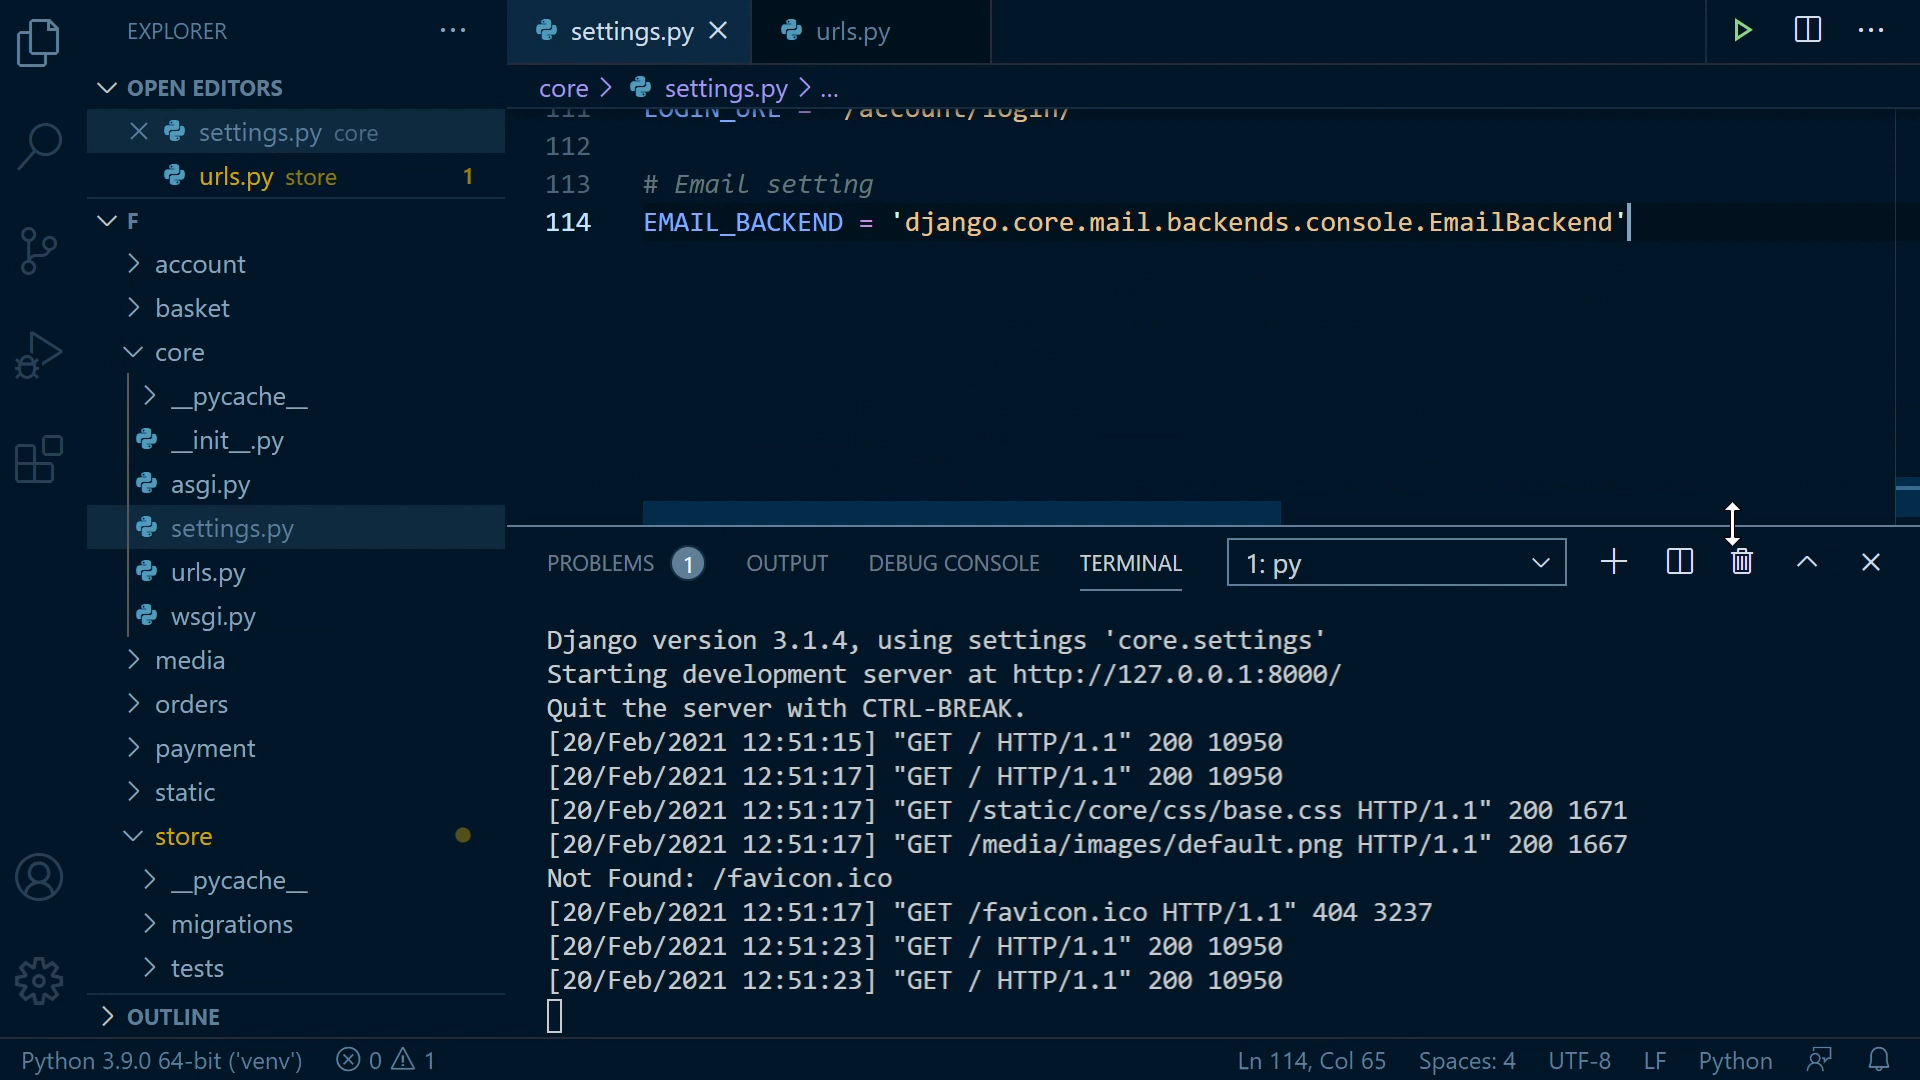 EXPLORER
OPEN EDITORS
settings.py core
urls.py store 1
F
account
basket
core
__pycache__
__init__.py
asgi.py
settings.py
urls.py
wsgi.py
media
orders
payment
static
store
__pycache__
migrations
tests
OUTLINE
settings.py urls.py
core > settings.py > ...
111 LOGIN_URL = '/account/login/'
112
113 # Email setting
114 EMAIL_BACKEND = 'django.core.mail.backends.console.EmailBackend'
PROBLEMS 1 OUTPUT DEBUG CONSOLE TERMINAL 1: py
Django version 3.1.4, using settings 'core.settings'
Starting development server at http://127.0.0.1:8000/
Quit the server with CTRL-BREAK.
[20/Feb/2021 12:51:15] "GET / HTTP/1.1" 200 10950
[20/Feb/2021 12:51:17] "GET / HTTP/1.1" 200 10950
[20/Feb/2021 12:51:17] "GET /static/core/css/base.css HTTP/1.1" 200 1671
[20/Feb/2021 12:51:17] "GET /media/images/default.png HTTP/1.1" 200 1667
Not Found: /favicon.ico
[20/Feb/2021 12:51:17] "GET /favicon.ico HTTP/1.1" 404 3237
[20/Feb/2021 12:51:23] "GET / HTTP/1.1" 200 10950
[20/Feb/2021 12:51:23] "GET / HTTP/1.1" 200 10950
Python 3.9.0 64-bit ('venv') 0 1 Ln 114, Col 65 Spaces: 4 UTF-8 LF Python